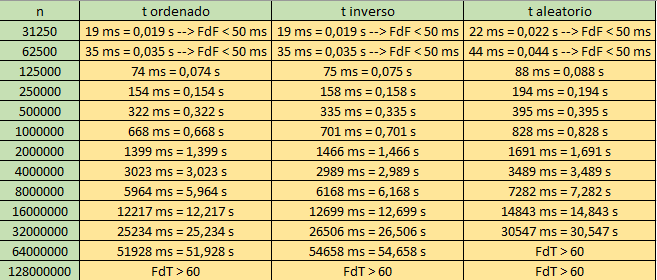 n t ordenado t inverso t aleatorio
31250 19 ms = 0,019 s --> FdF < 50 ms 19 ms = 0,019 s --> FdF < 50 ms 22 ms = 0,022 s --> FdF < 50 ms
62500 35 ms = 0,035 s --> FdF < 50 ms 35 ms = 0,035 s --> FdF < 50 ms 44 ms = 0,044 s --> FdF < 50 ms
125000 74 ms = 0,074 s 75 ms = 0,075 s 88 ms = 0,088 s
250000 154 ms = 0,154 s 158 ms = 0,158 s 194 ms = 0,194 s
500000 322 ms = 0,322 s 335 ms = 0,335 s 395 ms = 0,395 s
1000000 668 ms = 0,668 s 701 ms = 0,701 s 828 ms = 0,828 s
2000000 1399 ms = 1,399 s 1466 ms = 1,466 s 1691 ms = 1,691 s
4000000 3023 ms = 3,023 s 2989 ms = 2,989 s 3489 ms = 3,489 s
8000000 5964 ms = 5,964 s 6168 ms = 6,168 s 7282 ms = 7,282 s
16000000 12217 ms = 12,217 s 12699 ms = 12,699 s 14843 ms = 14,843 s
32000000 25234 ms = 25,234 s 26506 ms = 26,506 s 30547 ms = 30,547 s
64000000 51928 ms = 51,928 s 54658 ms = 54,658 s FdT > 60
128000000 FdT > 60 FdT > 60 FdT > 60